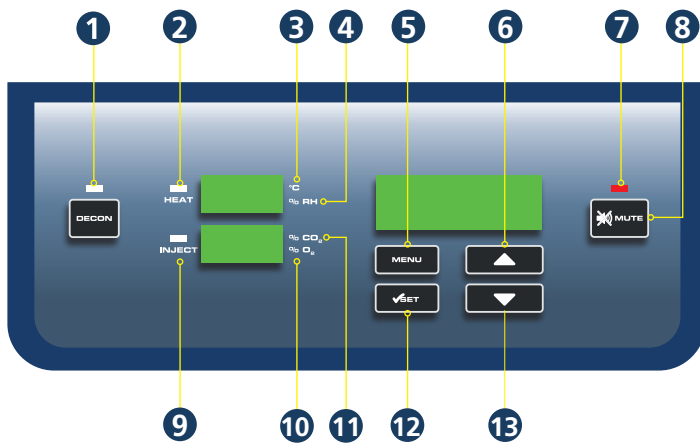 1 2 3 4 5 6 7 8
°C
HEAT
% RH
DECON
MUTE
% CO₂
INJECT
% O₂
MENU
✓SET
9 10 11 12 13